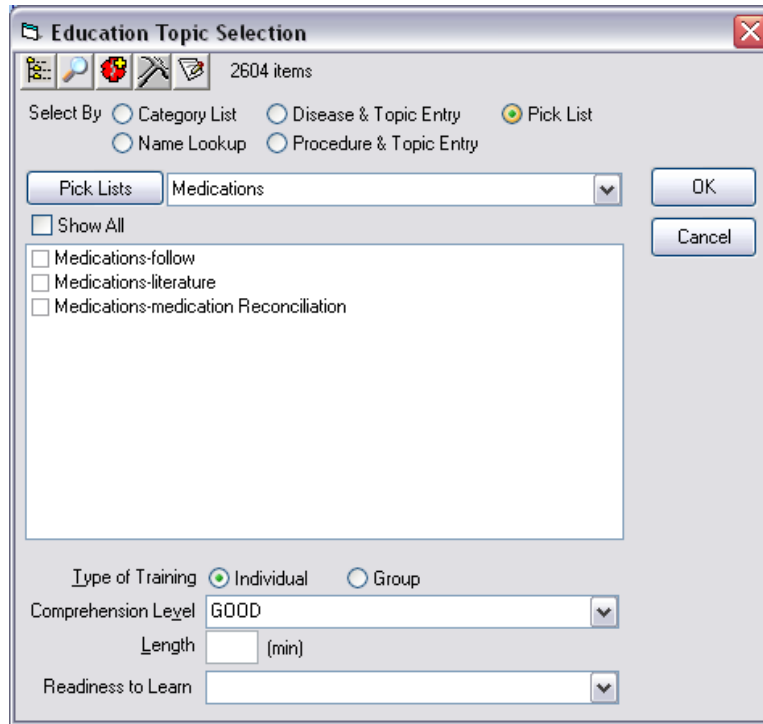 Education Topic Selection
2604 items
Select By Category List Disease & Topic Entry Pick List
Name Lookup Procedure & Topic Entry
Pick Lists Medications OK
Show All Cancel
Medications-follow
Medications-literature
Medications-medication Reconciliation
Type of Training Individual Group
Comprehension Level GOOD
Length (min)
Readiness to Learn